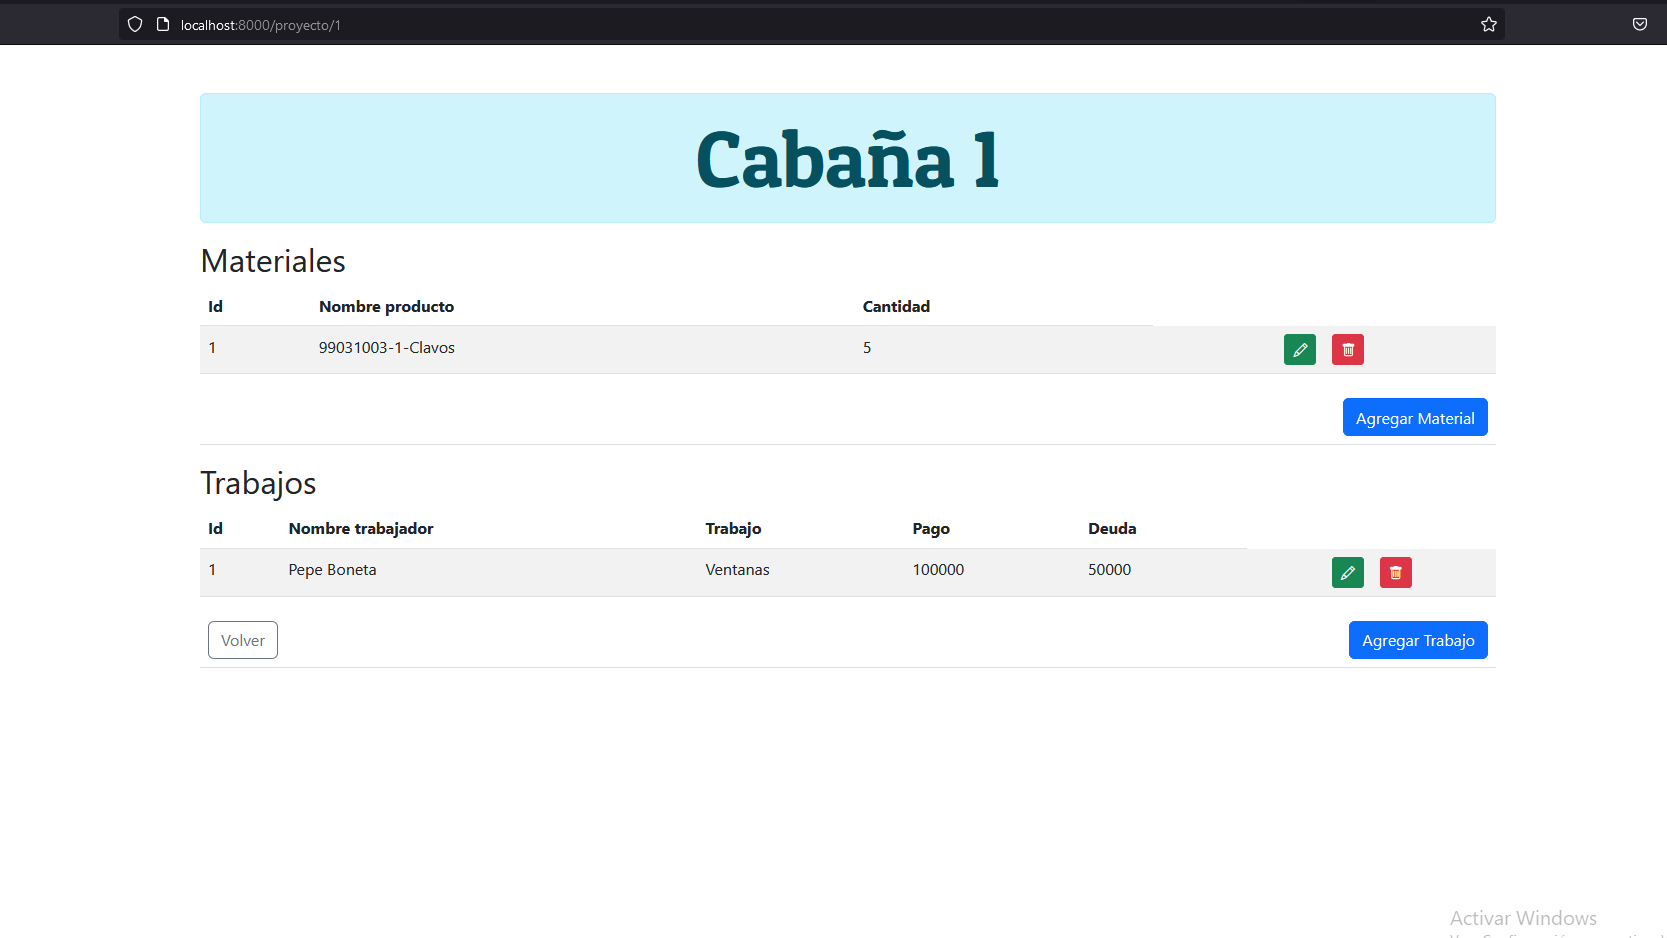 localhost:8000/proyecto/1
Cabaña 1
Materiales
Id Nombre producto Cantidad
1 99031003-1-Clavos 5
Agregar Material
Trabajos
Id Nombre trabajador Trabajo Pago Deuda
1 Pepe Boneta Ventanas 100000 50000
Volver Agregar Trabajo
Activar Windows